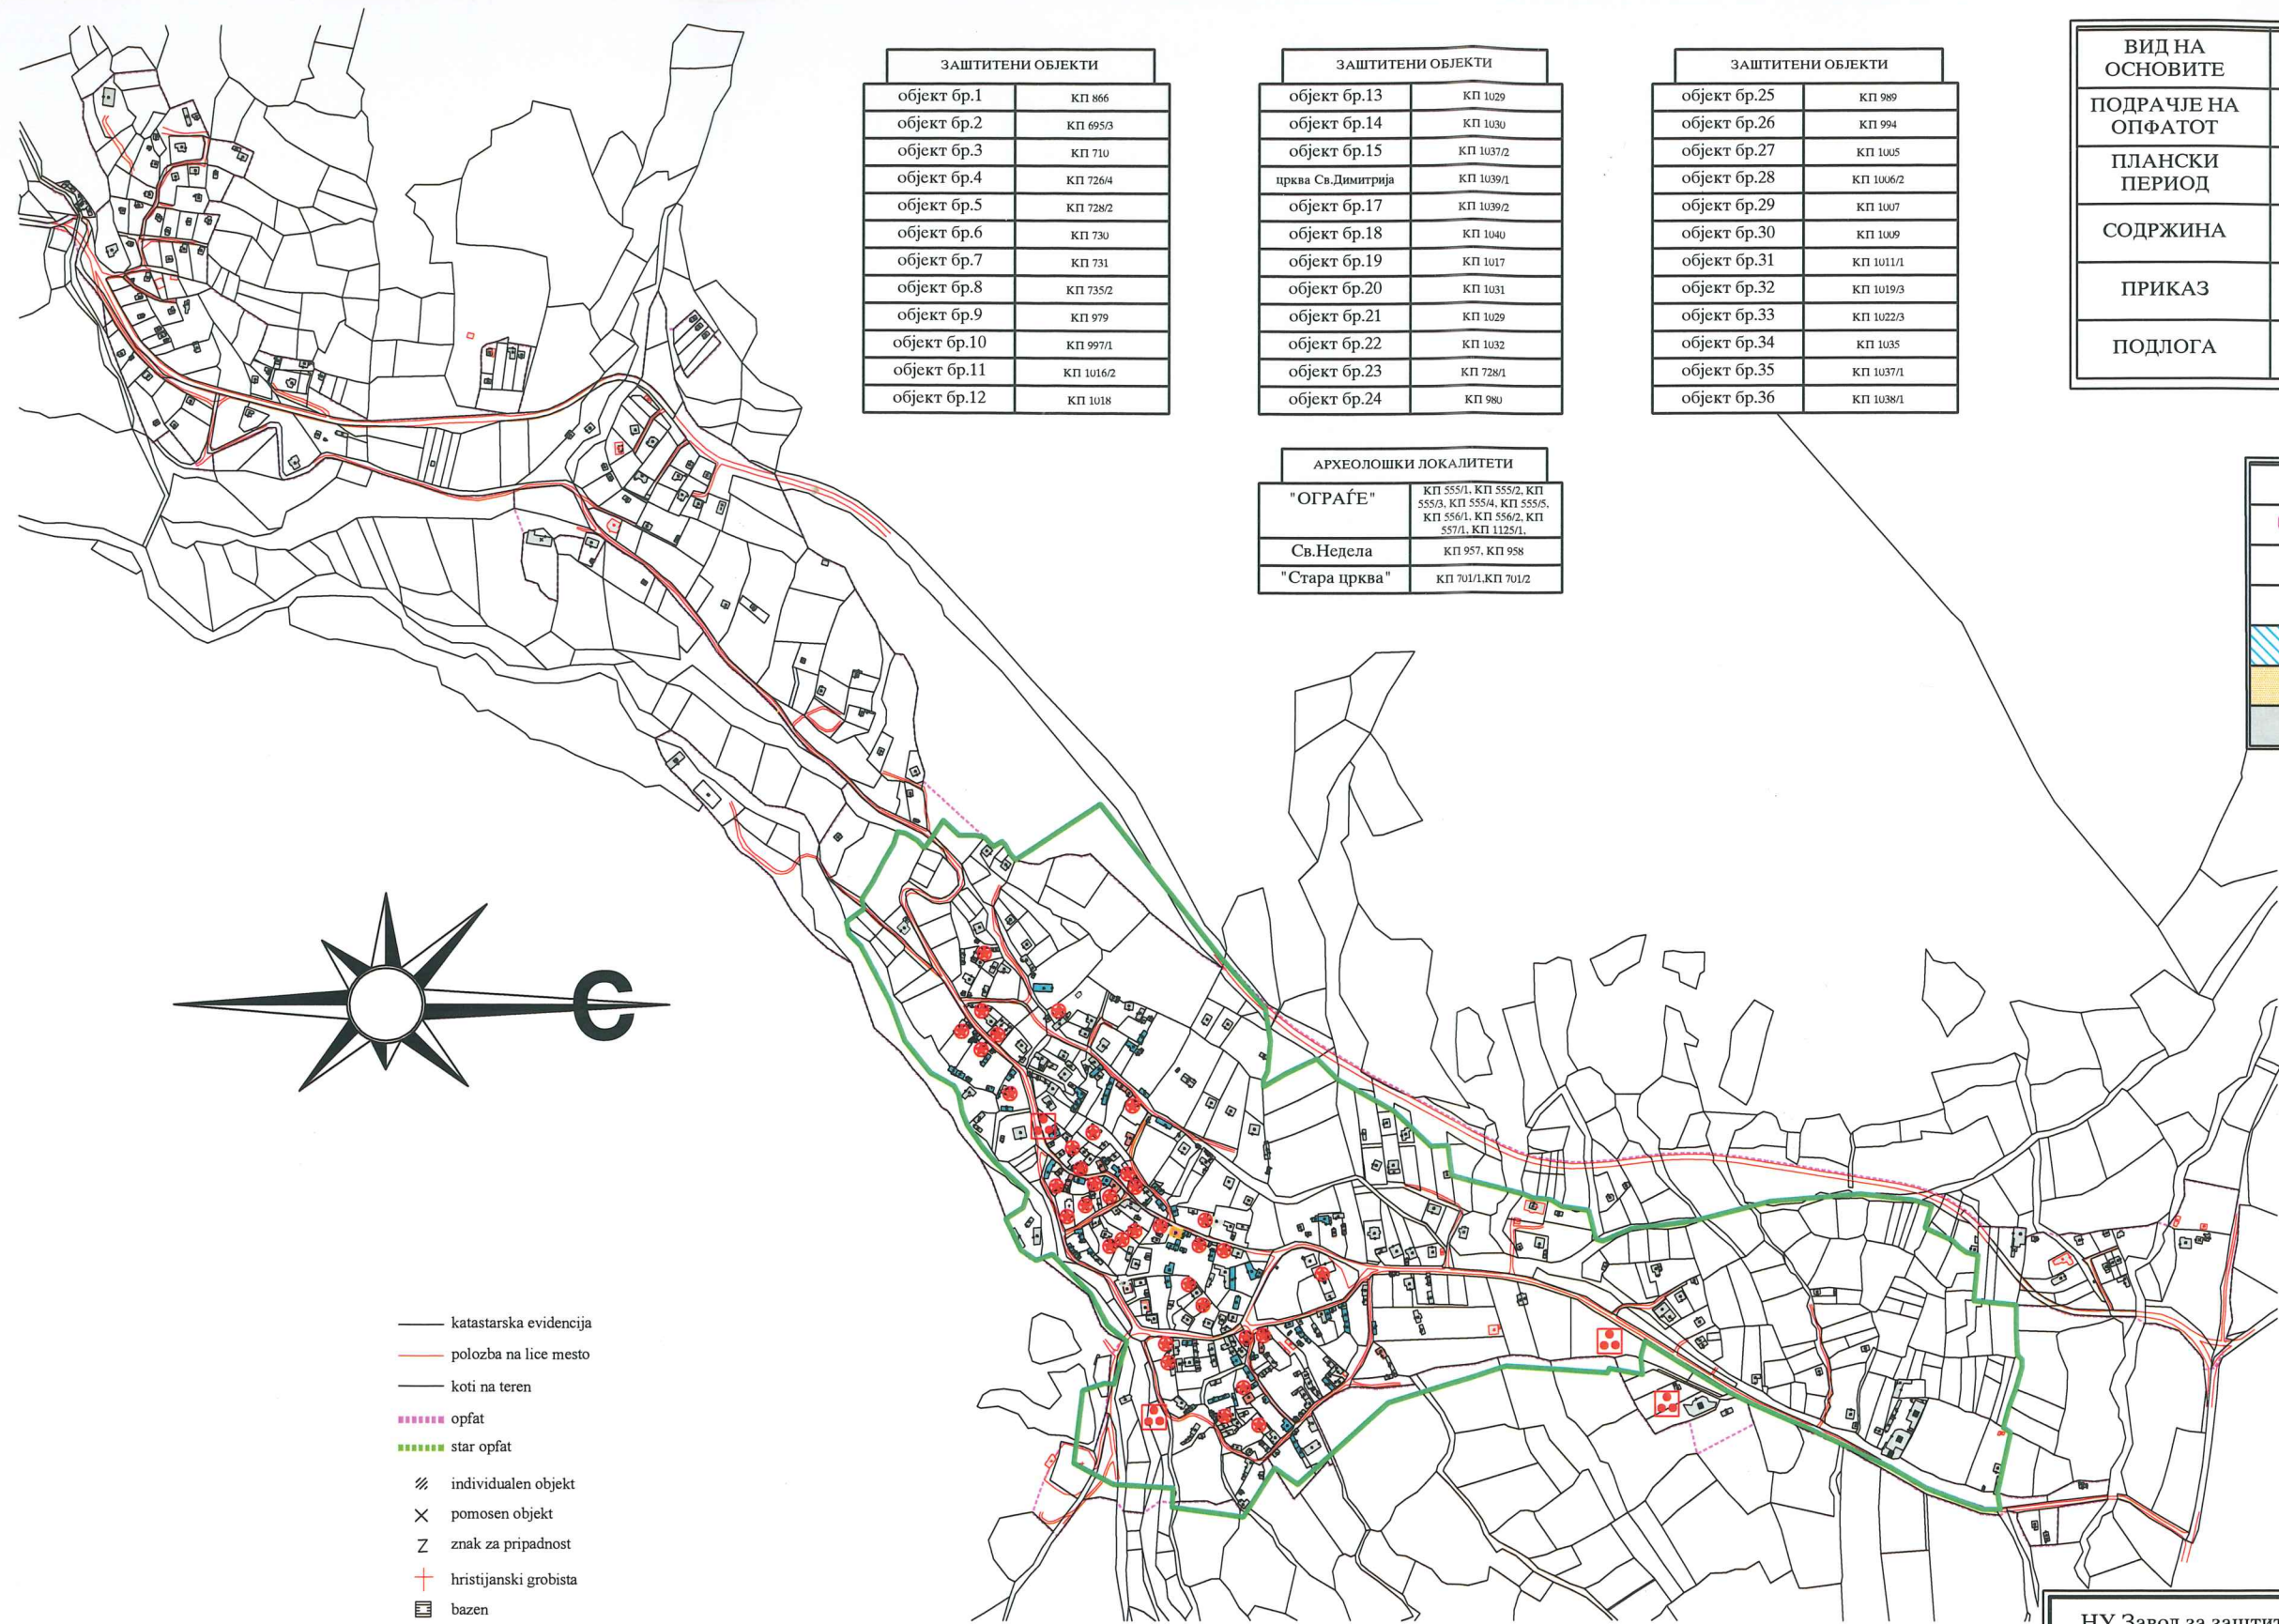 ЗАШТИТЕНИ ОБЈЕКТИ
објект бр.1 КП 866
објект бр.2 КП 695/3
објект бр.3 КП 710
објект бр.4 КП 726/4
објект бр.5 КП 728/2
објект бр.6 КП 730
објект бр.7 КП 731
објект бр.8 КП 735/2
објект бр.9 КП 979
објект бр.10 КП 997/1
објект бр.11 КП 1016/2
објект бр.12 КП 1018
ЗАШТИТЕНИ ОБЈЕКТИ
објект бр.13 КП 1029
објект бр.14 КП 1030
објект бр.15 КП 1037/2
црква Св.Димитрија КП 1039/1
објект бр.17 КП 1039/2
објект бр.18 КП 1040
објект бр.19 КП 1017
објект бр.20 КП 1031
објект бр.21 КП 1029
објект бр.22 КП 1032
објект бр.23 КП 728/1
објект бр.24 КП 980
ЗАШТИТЕНИ ОБЈЕКТИ
објект бр.25 КП 989
објект бр.26 КП 994
објект бр.27 КП 1005
објект бр.28 КП 1006/2
објект бр.29 КП 1007
објект бр.30 КП 1009
објект бр.31 КП 1011/1
објект бр.32 КП 1019/3
објект бр.33 КП 1022/3
објект бр.34 КП 1035
објект бр.35 КП 1037/1
објект бр.36 КП 1038/1
ВИД НА
ОСНОВИТЕ
ПОДРАЧЈЕ НА
ОПФАТОТ
ПЛАНСКИ
ПЕРИОД
СОДРЖИНА
ПРИКАЗ
ПОДЛОГА
АРХЕОЛОШКИ ЛОКАЛИТЕТИ
"ОГРАЃЕ" КП 555/1, КП 555/2, КП
555/3, КП 555/4, КП 555/5,
КП 556/1, КП 556/2, КП
557/1, КП 1125/1,
Св.Недела КП 957, КП 958
"Стара црква" КП 701/1,КП 701/2
С
katastarska evidencija
polozba na lice mesto
koti na teren
opfat
star opfat
individualen objekt
pomosen objekt
Z znak za pripadnost
hristijanski grobista
bazen
НУ Завод за заштит